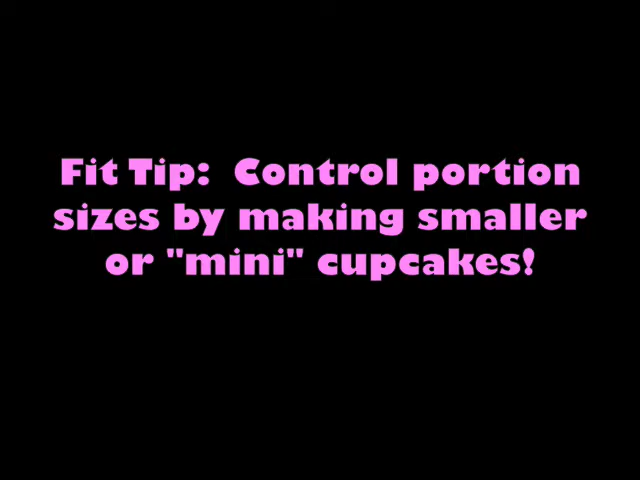 Fit Tip:  Control portion
sizes by making smaller
or "mini" cupcakes!